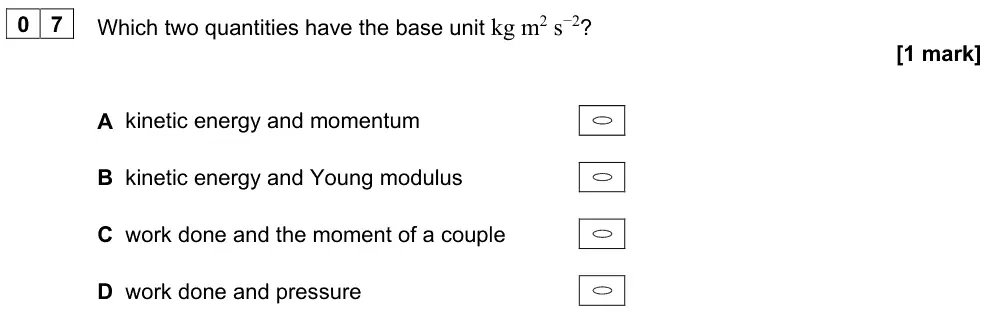 0 7 Which two quantities have the base unit kg m² s⁻²?
[1 mark]
A kinetic energy and momentum
B kinetic energy and Young modulus
C work done and the moment of a couple
D work done and pressure